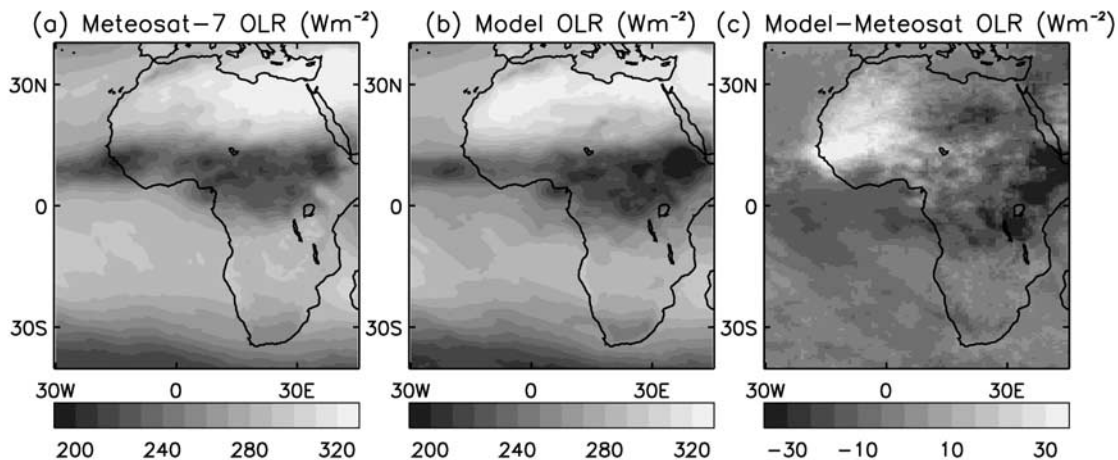 (a) Meteosat-7 OLR (Wm⁻²) (b) Model OLR (Wm⁻²) (c) Model-Meteosat OLR (Wm⁻²)
30N 30N 30N
0 0 0
30S 30S 30S
30W 0 30E 30W 0 30E 30W 0 30E
200 240 280 320 200 240 280 320 -30 -10 10 30